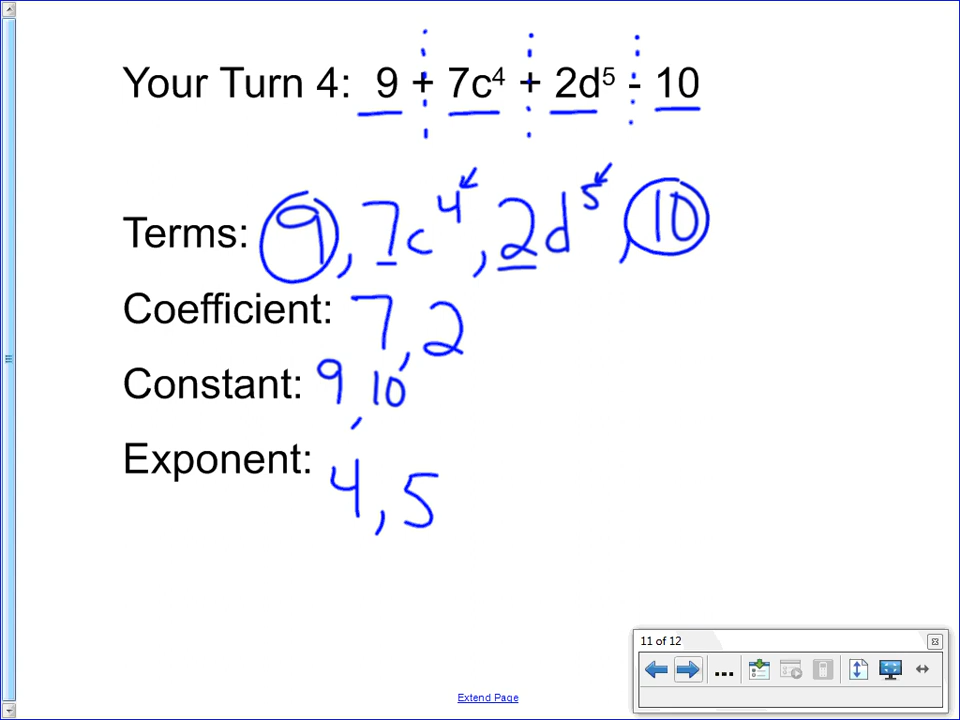 Your Turn 4: 9 + 7c⁴ + 2d⁵ - 10
Terms: 9, 7c⁴, 2d⁵, 10
Coefficient: 7, 2
Constant: 9, 10
Exponent: 4, 5
11 of 12
Extend Page